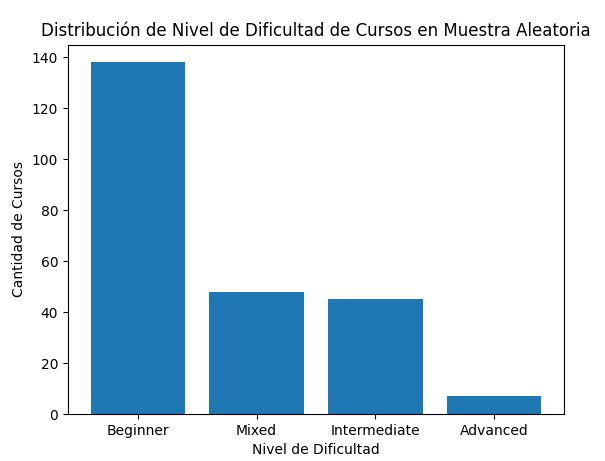 Distribución de Nivel de Dificultad de Cursos en Muestra Aleatoria
140
120
100
80
60
40
20
0
Cantidad de Cursos
Beginner Mixed Intermediate Advanced
Nivel de Dificultad